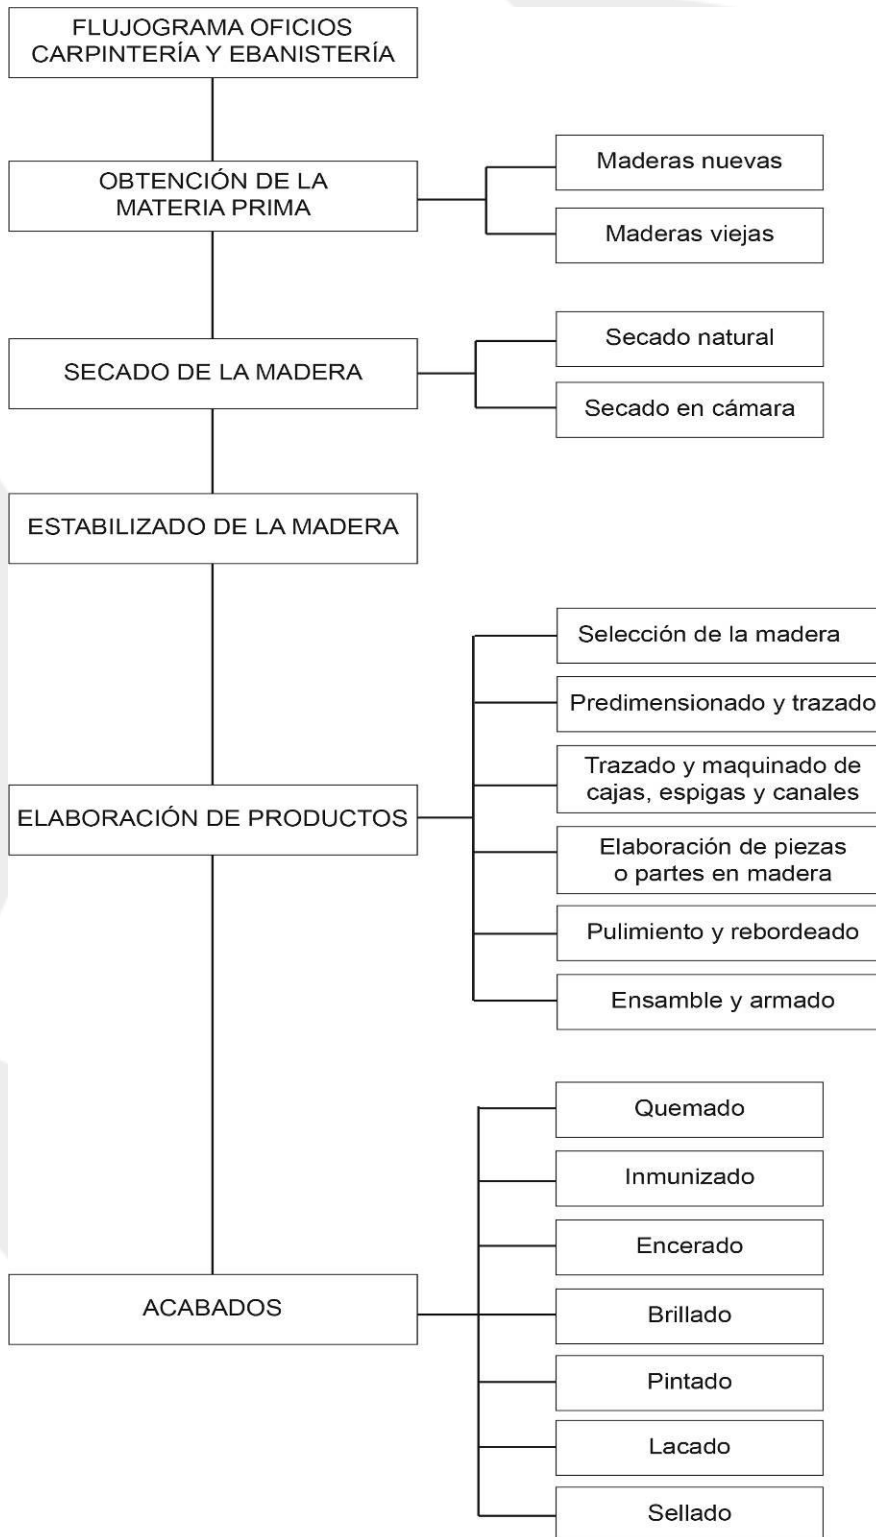 FLUJOGRAMA OFICIOS
CARPINTERÍA Y EBANISTERÍA
OBTENCIÓN DE LA
MATERIA PRIMA
Maderas nuevas
Maderas viejas
SECADO DE LA MADERA
Secado natural
Secado en cámara
ESTABILIZADO DE LA MADERA
ELABORACIÓN DE PRODUCTOS
Selección de la madera
Predimensionado y trazado
Trazado y maquinado de
cajas, espigas y canales
Elaboración de piezas
o partes en madera
Pulimiento y rebordeado
Ensamble y armado
ACABADOS
Quemado
Inmunizado
Encerado
Brillado
Pintado
Lacado
Sellado